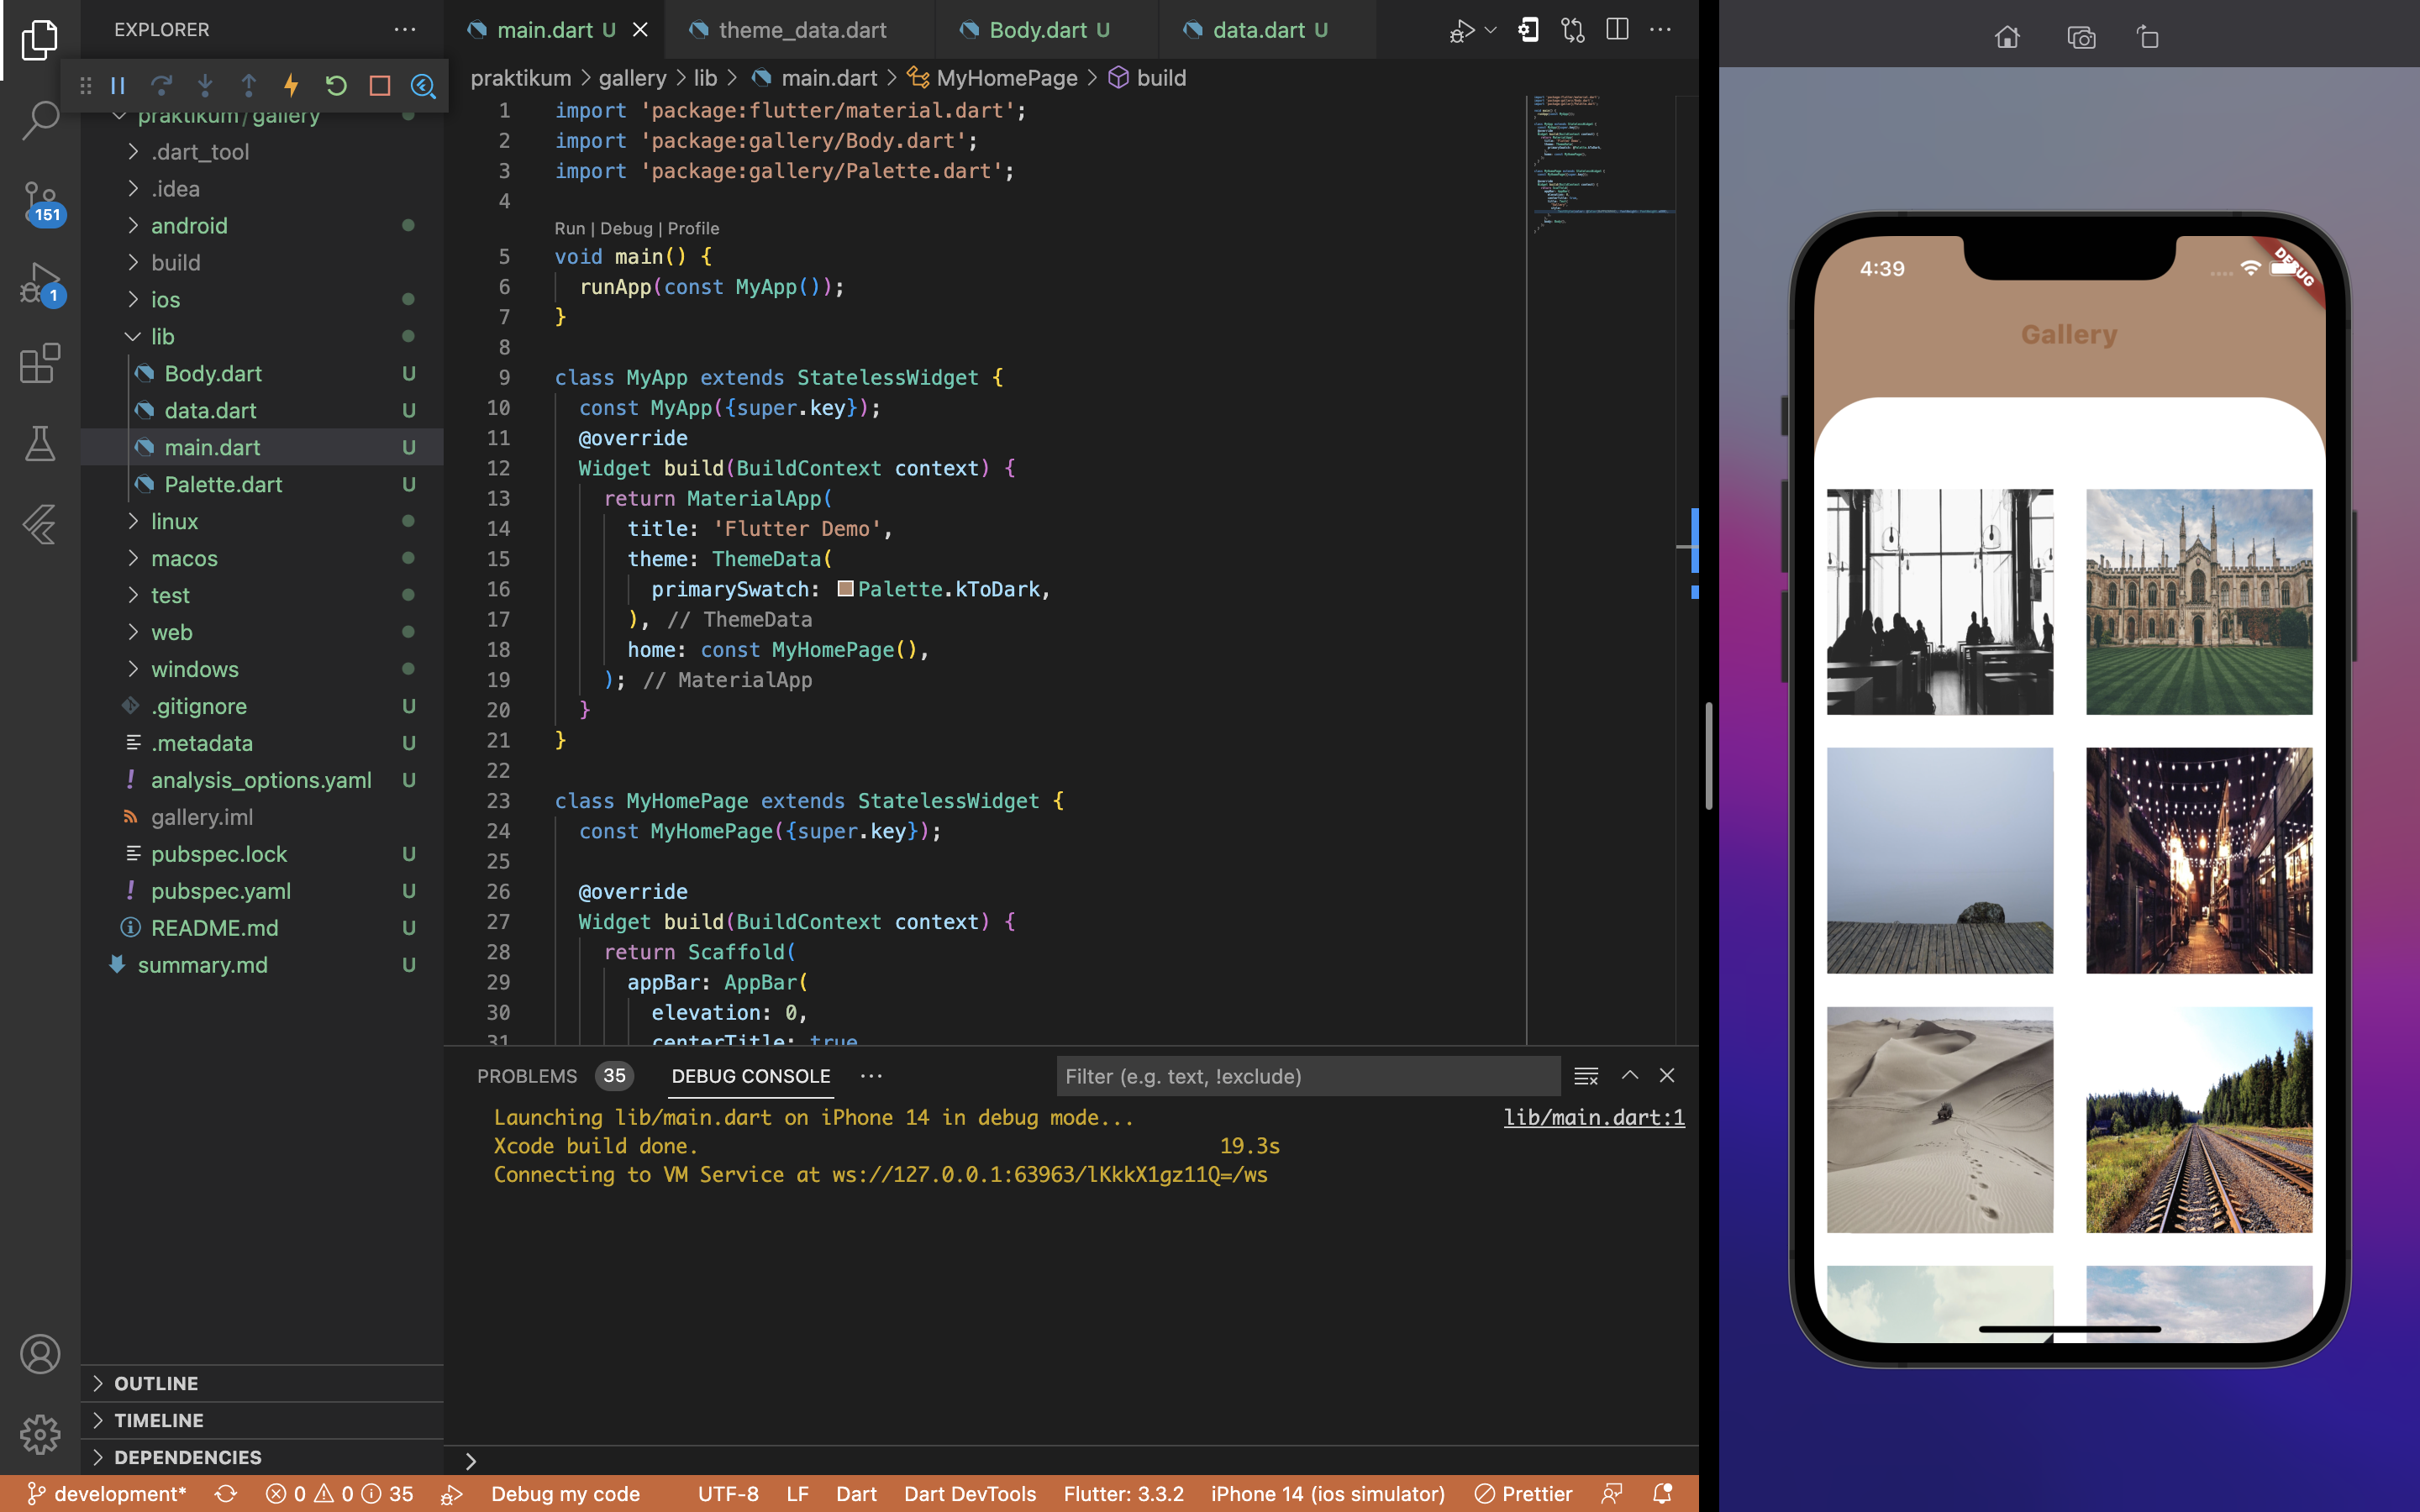 EXPLORER
praktikum/gallery
.dart_tool
.idea
android
build
ios
lib
Body.dart U
data.dart U
main.dart U
Palette.dart U
linux
macos
test
web
windows
.gitignore U
.metadata U
analysis_options.yaml U
gallery.iml
pubspec.lock U
pubspec.yaml U
README.md U
summary.md U
OUTLINE
TIMELINE
DEPENDENCIES
151
1
main.dart U
theme_data.dart
Body.dart U
data.dart U
praktikum > gallery > lib > main.dart > MyHomePage > build
1 import 'package:flutter/material.dart';
2 import 'package:gallery/Body.dart';
3 import 'package:gallery/Palette.dart';
4
Run | Debug | Profile
5 void main() {
6 runApp(const MyApp());
7 }
8
9 class MyApp extends StatelessWidget {
10 const MyApp({super.key});
11 @override
12 Widget build(BuildContext context) {
13 return MaterialApp(
14 title: 'Flutter Demo',
15 theme: ThemeData(
16 primarySwatch: Palette.kToDark,
17 ), // ThemeData
18 home: const MyHomePage(),
19 ); // MaterialApp
20 }
21 }
22
23 class MyHomePage extends StatelessWidget {
24 const MyHomePage({super.key});
25
26 @override
27 Widget build(BuildContext context) {
28 return Scaffold(
29 appBar: AppBar(
30 elevation: 0,
31 centerTitle: true
PROBLEMS 35 DEBUG CONSOLE
Filter (e.g. text, !exclude)
Launching lib/main.dart on iPhone 14 in debug mode... lib/main.dart:1
Xcode build done. 19.3s
Connecting to VM Service at ws://127.0.0.1:63963/lKkkX1gz11Q=/ws
development* 0 0 35 Debug my code UTF-8 LF Dart Dart DevTools Flutter: 3.3.2 iPhone 14 (ios simulator) Prettier
4:39
DEBUG
Gallery